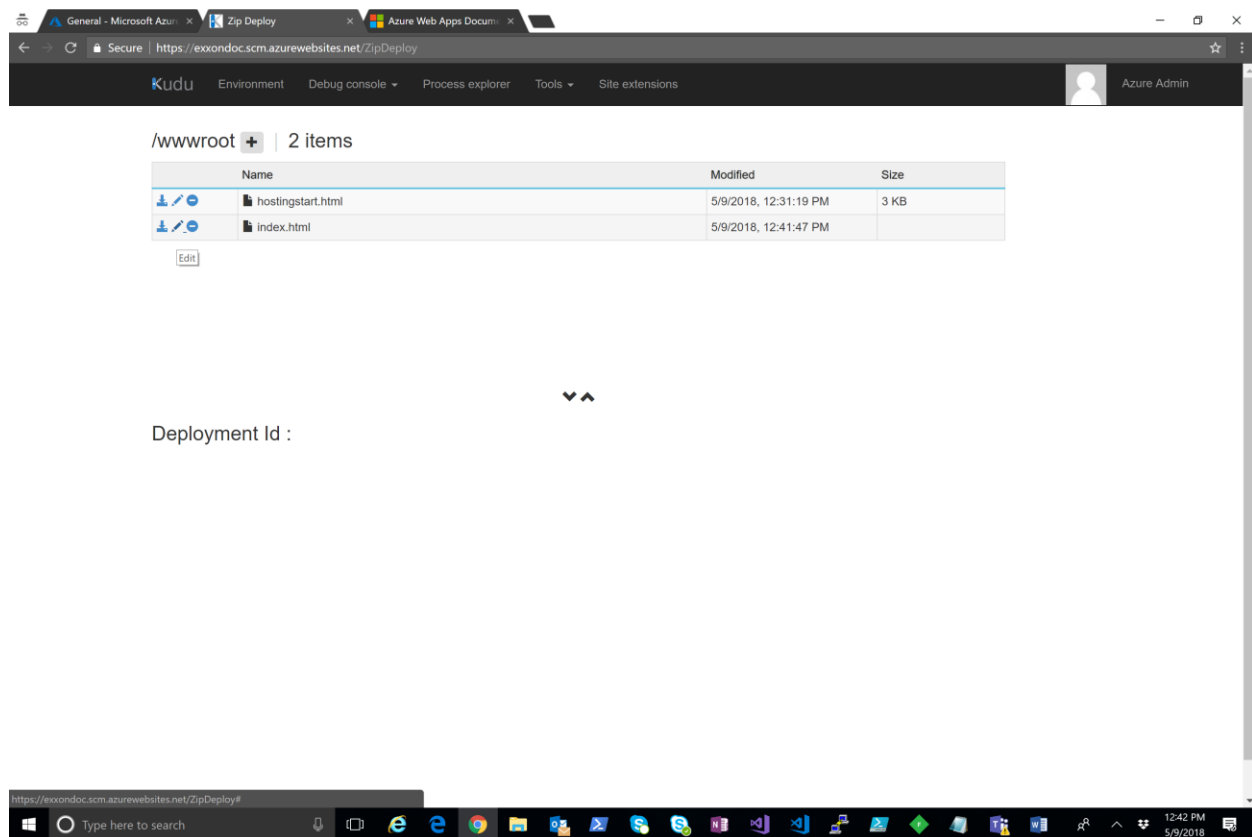 General - Microsoft Azur
Zip Deploy
Azure Web Apps Docum
Secure https://exxondoc.scm.azurewebsites.net/ZipDeploy
Kudu Environment Debug console Process explorer Tools Site extensions Azure Admin
/wwwroot + 2 items
Name Modified Size
hostingstart.html 5/9/2018, 12:31:19 PM 3 KB
index.html 5/9/2018, 12:41:47 PM
Edit
Deployment Id :
https://exxondoc.scm.azurewebsites.net/ZipDeploy#
Type here to search
12:42 PM
5/9/2018